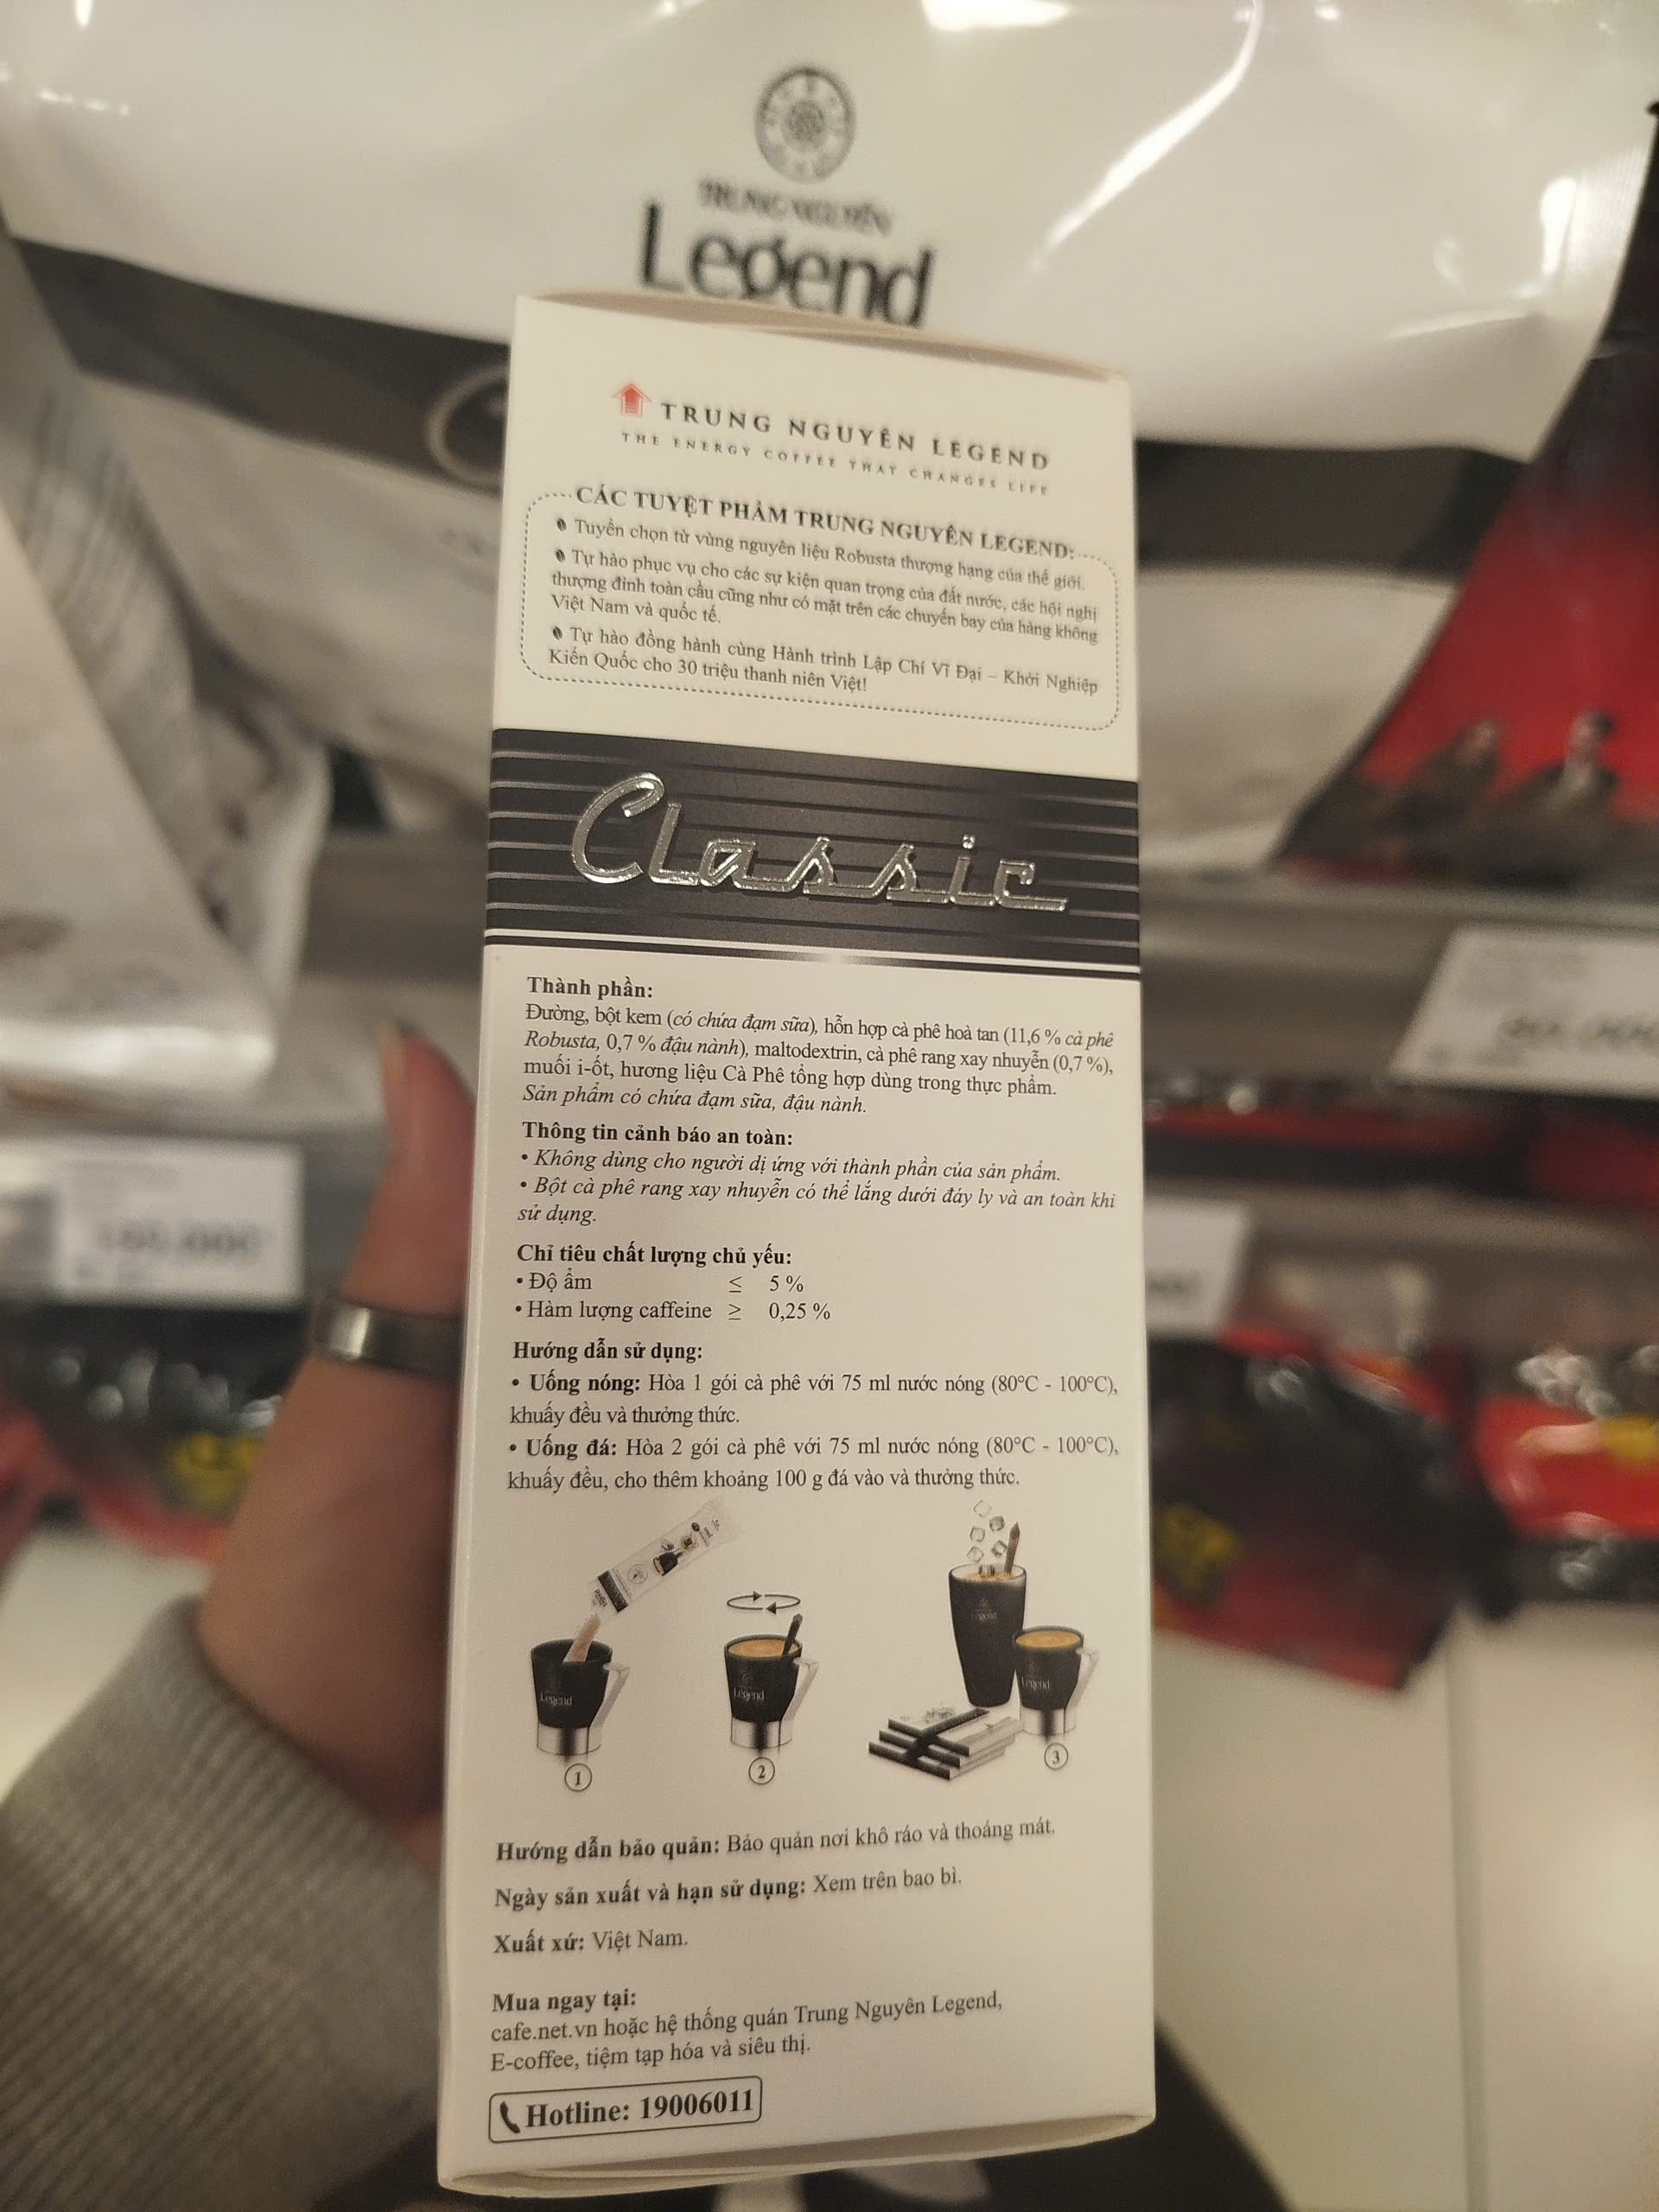 TRUNG NGUYÊN
Legend
TRUNG NGUYÊN LEGEND
THE ENERGY COFFEE THAT CHANGES LIFE
CÁC TUYỆT PHẨM TRUNG NGUYÊN LEGEND:
Tuyển chọn từ vùng nguyên liệu Robusta thượng hạng của thế giới.
Tự hào phục vụ cho các sự kiện quan trọng của đất nước, các hội nghị
thượng đỉnh toàn cầu cũng như có mặt trên các chuyến bay của hàng không
Việt Nam và quốc tế.
Tự hào đồng hành cùng Hành trình Lập Chí Vĩ Đại – Khởi Nghiệp
Kiến Quốc cho 30 triệu thanh niên Việt!
Classic
Thành phần:
Đường, bột kem (có chứa đạm sữa), hỗn hợp cà phê hoà tan (11,6 % cà phê
Robusta, 0,7 % đậu nành), maltodextrin, cà phê rang xay nhuyễn (0,7 %),
muối i-ốt, hương liệu Cà Phê tổng hợp dùng trong thực phẩm.
Sản phẩm có chứa đạm sữa, đậu nành.
Thông tin cảnh báo an toàn:
• Không dùng cho người dị ứng với thành phần của sản phẩm.
• Bột cà phê rang xay nhuyễn có thể lắng dưới đáy ly và an toàn khi
sử dụng.
Chỉ tiêu chất lượng chủ yếu:
• Độ ẩm ≤ 5 %
• Hàm lượng caffeine ≥ 0,25 %
Hướng dẫn sử dụng:
• Uống nóng: Hòa 1 gói cà phê với 75 ml nước nóng (80°C - 100°C),
khuấy đều và thưởng thức.
• Uống đá: Hòa 2 gói cà phê với 75 ml nước nóng (80°C - 100°C),
khuấy đều, cho thêm khoảng 100 g đá vào và thưởng thức.
Legend
Legend
Legend
Legend
1
2
3
Hướng dẫn bảo quản: Bảo quản nơi khô ráo và thoáng mát.
Ngày sản xuất và hạn sử dụng: Xem trên bao bì.
Xuất xứ: Việt Nam.
Mua ngay tại:
cafe.net.vn hoặc hệ thống quán Trung Nguyên Legend,
E-coffee, tiệm tạp hóa và siêu thị.
Hotline: 19006011